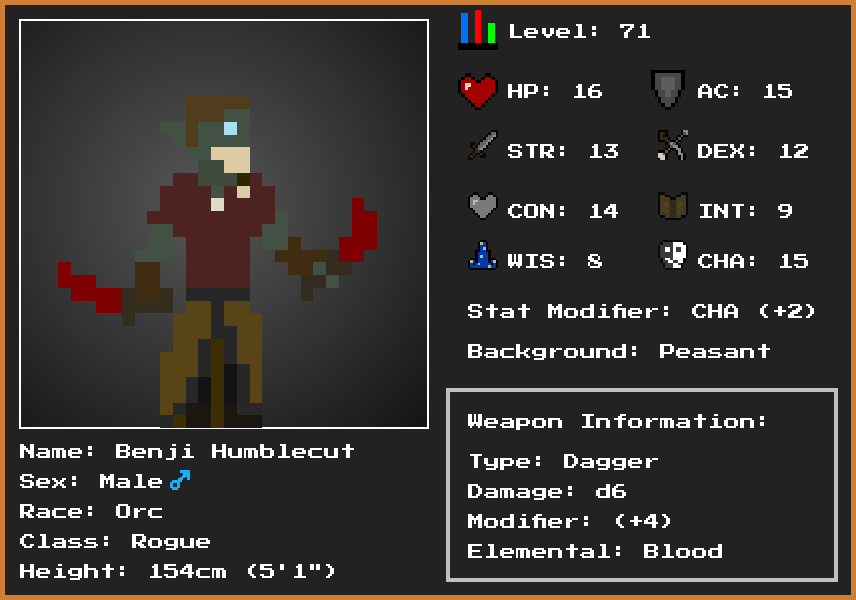 Level: 71
HP: 16 AC: 15
STR: 13 DEX: 12
CON: 14 INT: 9
WIS: 8 CHA: 15
Stat Modifier: CHA (+2)
Background: Peasant
Weapon Information:
Type: Dagger
Damage: d6
Modifier: (+4)
Elemental: Blood
Name: Benji Humblecut
Sex: Male ♂
Race: Orc
Class: Rogue
Height: 154cm (5'1")